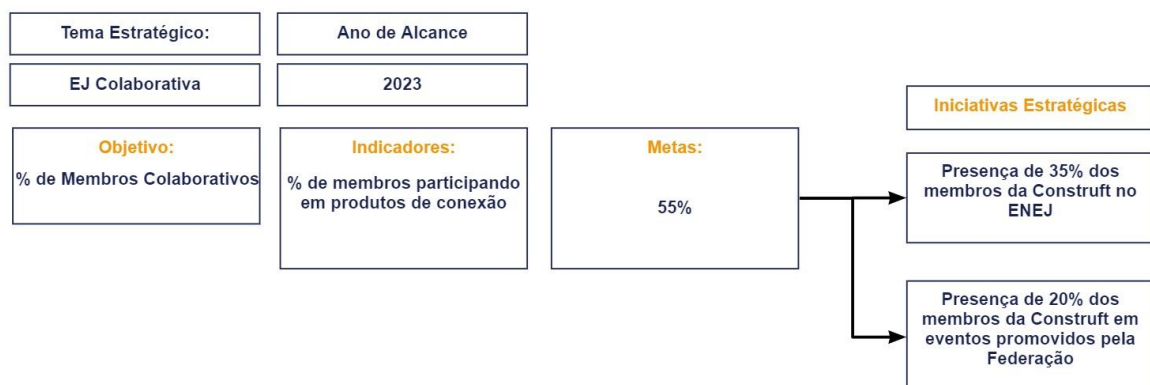 Tema Estratégico:
Ano de Alcance
EJ Colaborativa
2023
Objetivo:
% de Membros Colaborativos
Indicadores:
% de membros participando
em produtos de conexão
Metas:
55%
Iniciativas Estratégicas
Presença de 35% dos
membros da Construft no
ENEJ
Presença de 20% dos
membros da Construft em
eventos promovidos pela
Federação